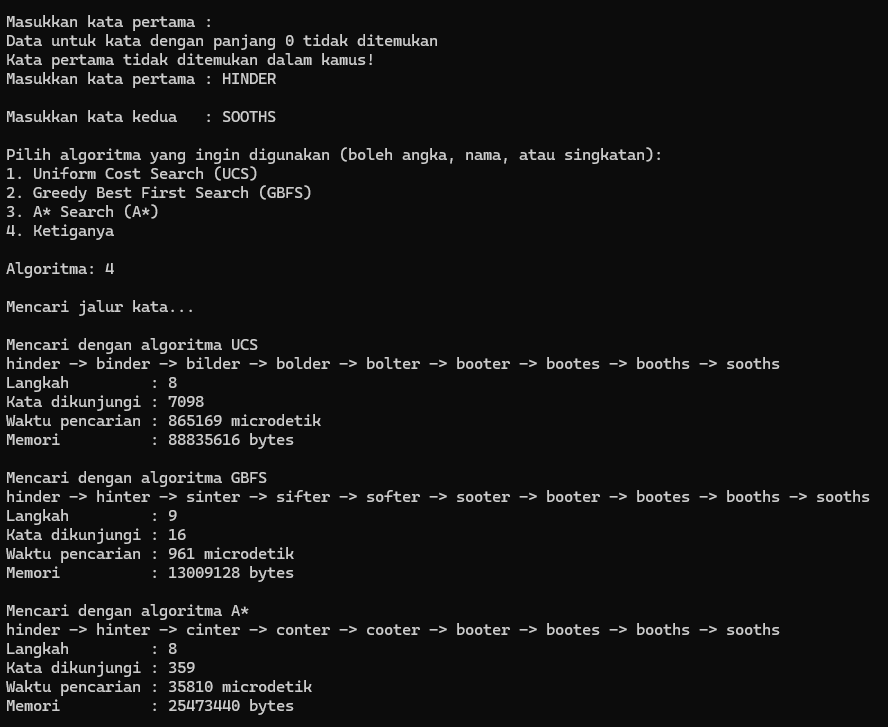 Masukkan kata pertama :
Data untuk kata dengan panjang 0 tidak ditemukan
Kata pertama tidak ditemukan dalam kamus!
Masukkan kata pertama : HINDER
Masukkan kata kedua   : SOOTHS
Pilih algoritma yang ingin digunakan (boleh angka, nama, atau singkatan):
1. Uniform Cost Search (UCS)
2. Greedy Best First Search (GBFS)
3. A* Search (A*)
4. Ketiganya
Algoritma: 4
Mencari jalur kata...
Mencari dengan algoritma UCS
hinder -> binder -> bilder -> bolder -> bolter -> booter -> bootes -> booths -> sooths
Langkah         : 8
Kata dikunjungi : 7098
Waktu pencarian : 865169 microdetik
Memori          : 88835616 bytes
Mencari dengan algoritma GBFS
hinder -> hinter -> sinter -> sifter -> softer -> sooter -> booter -> bootes -> booths -> sooths
Langkah         : 9
Kata dikunjungi : 16
Waktu pencarian : 961 microdetik
Memori          : 13009128 bytes
Mencari dengan algoritma A*
hinder -> hinter -> cinter -> conter -> cooter -> booter -> bootes -> booths -> sooths
Langkah         : 8
Kata dikunjungi : 359
Waktu pencarian : 35810 microdetik
Memori          : 25473440 bytes